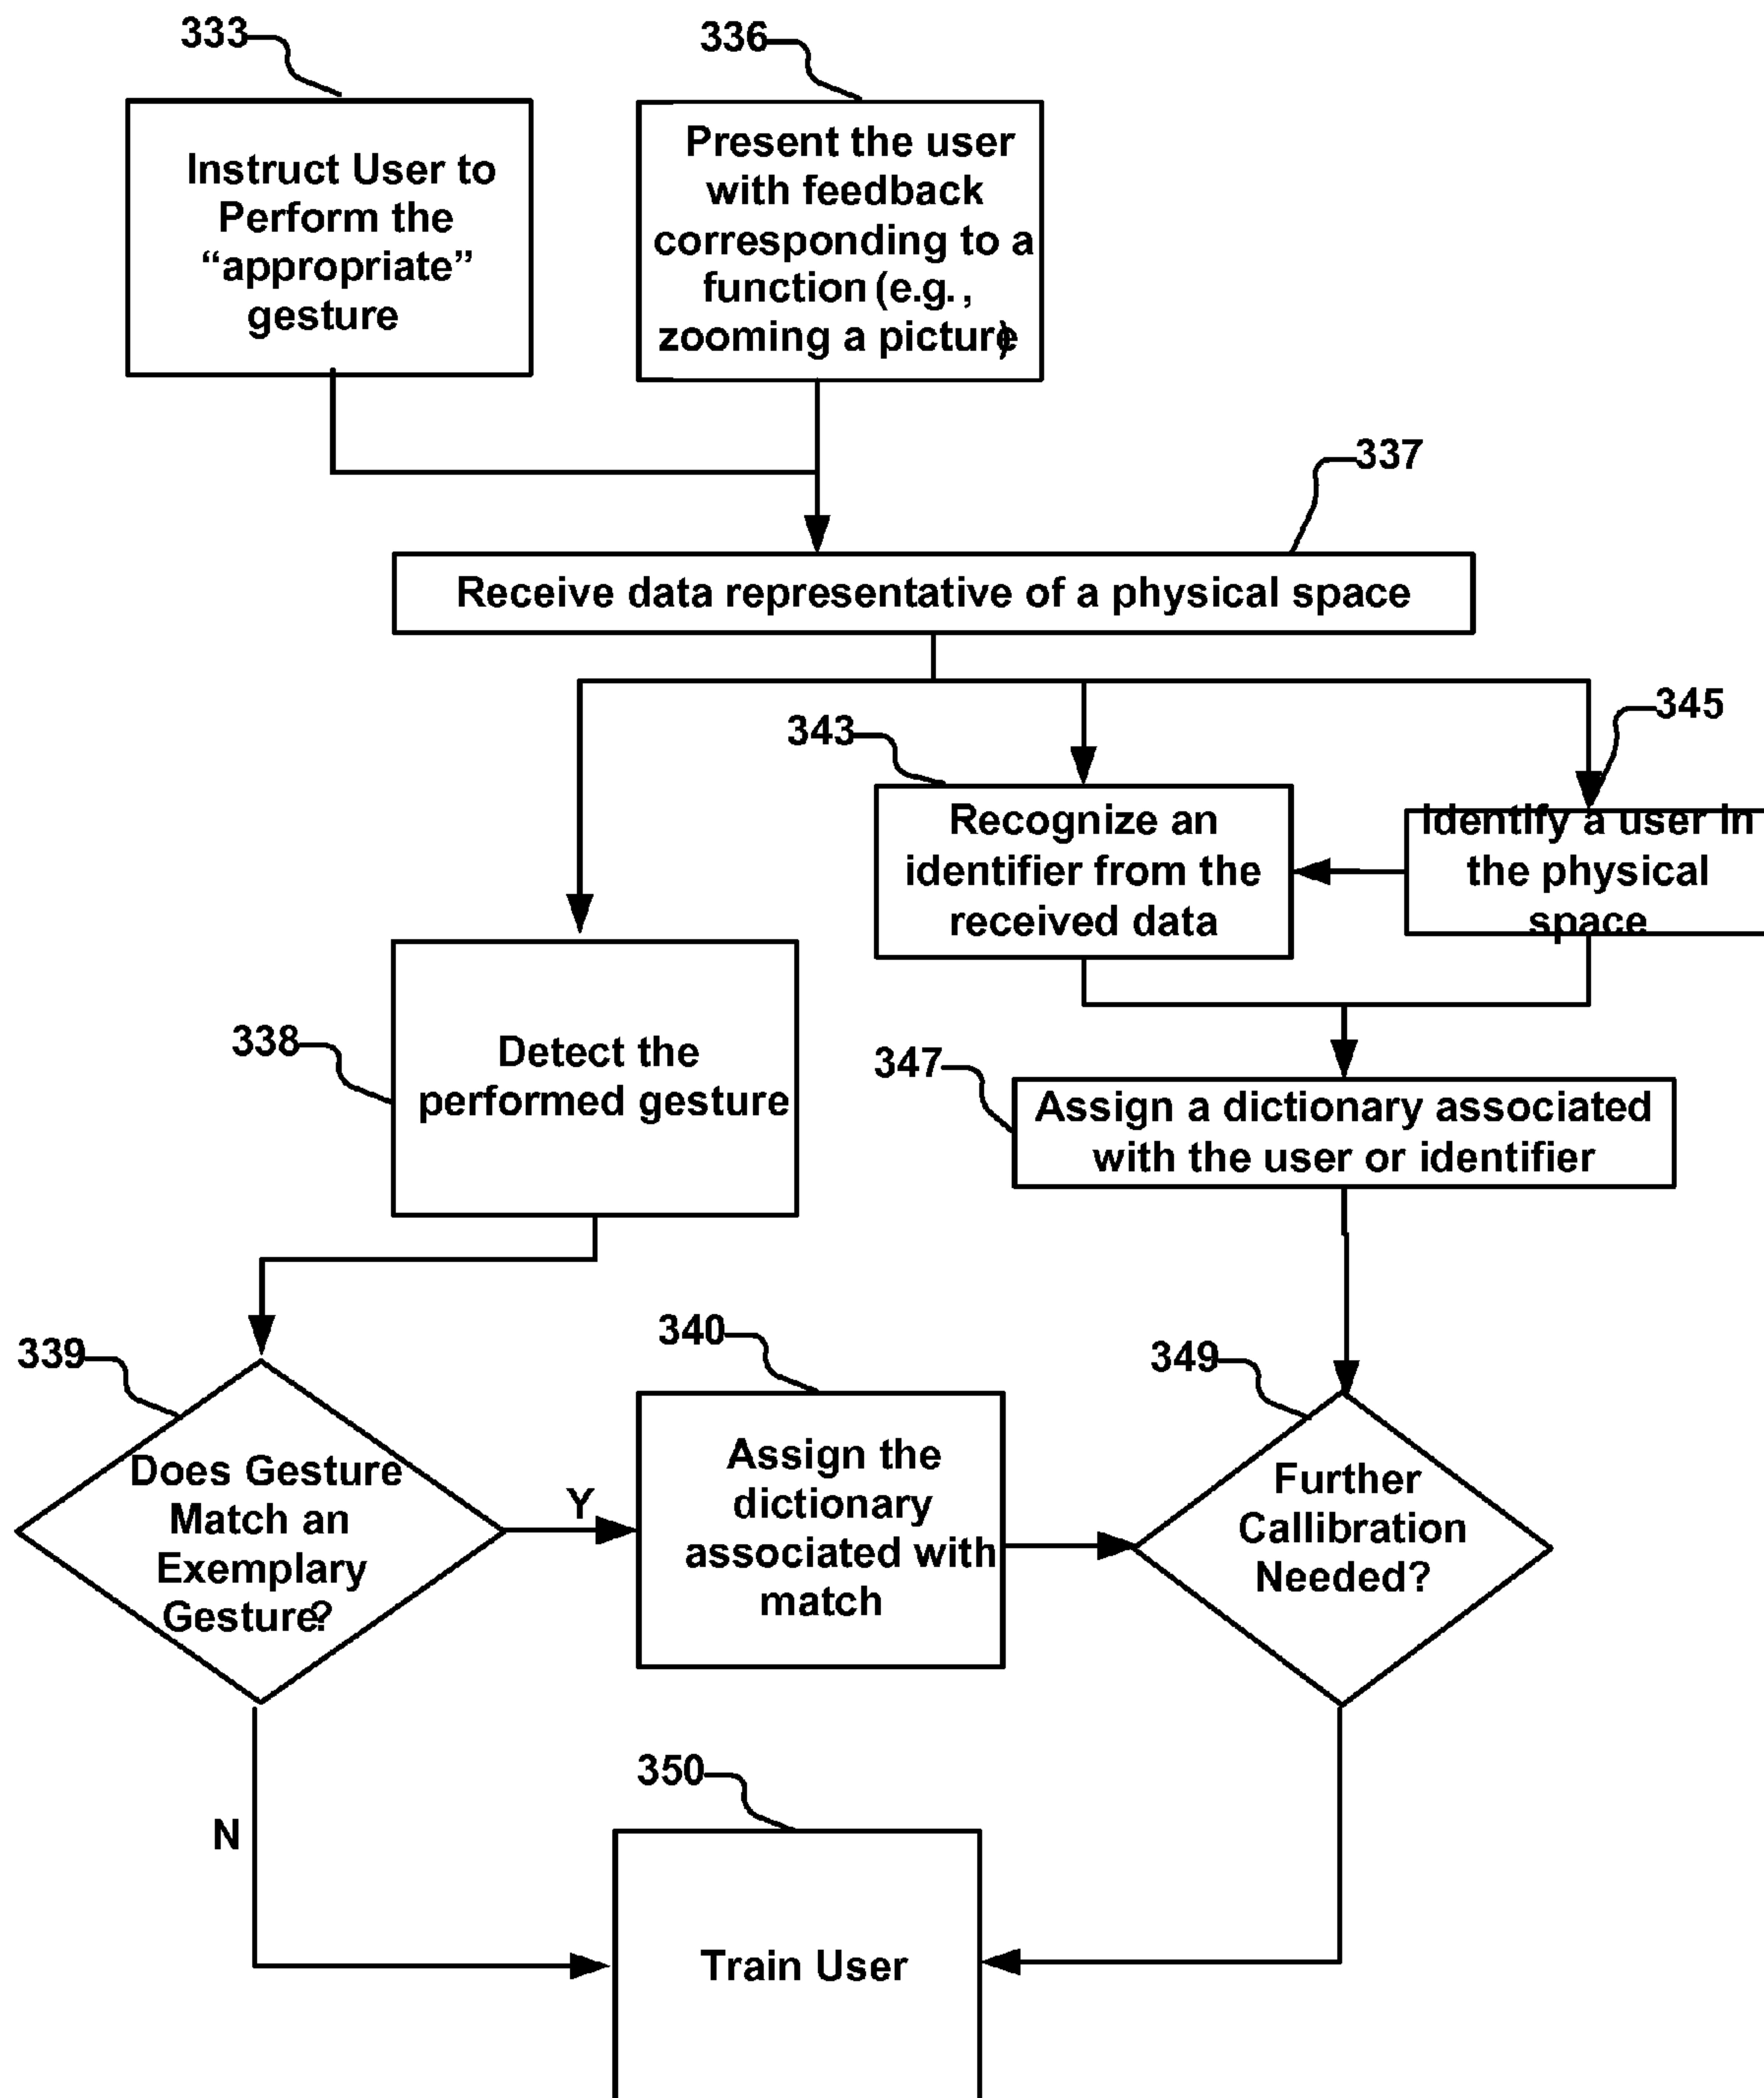 333
336
Instruct User to
Perform the
“appropriate”
gesture
Present the user
with feedback
corresponding to a
function (e.g.,
zooming a picture)
337
Receive data representative of a physical space
343
345
Recognize an
identifier from the
received data
Identify a user in
the physical
space
338
Detect the
performed gesture
347
Assign a dictionary associated
with the user or identifier
339
Does Gesture
Match an
Exemplary
Gesture?
Y
340
Assign the
dictionary
associated with
match
349
Further
Callibration
Needed?
N
350
Train User